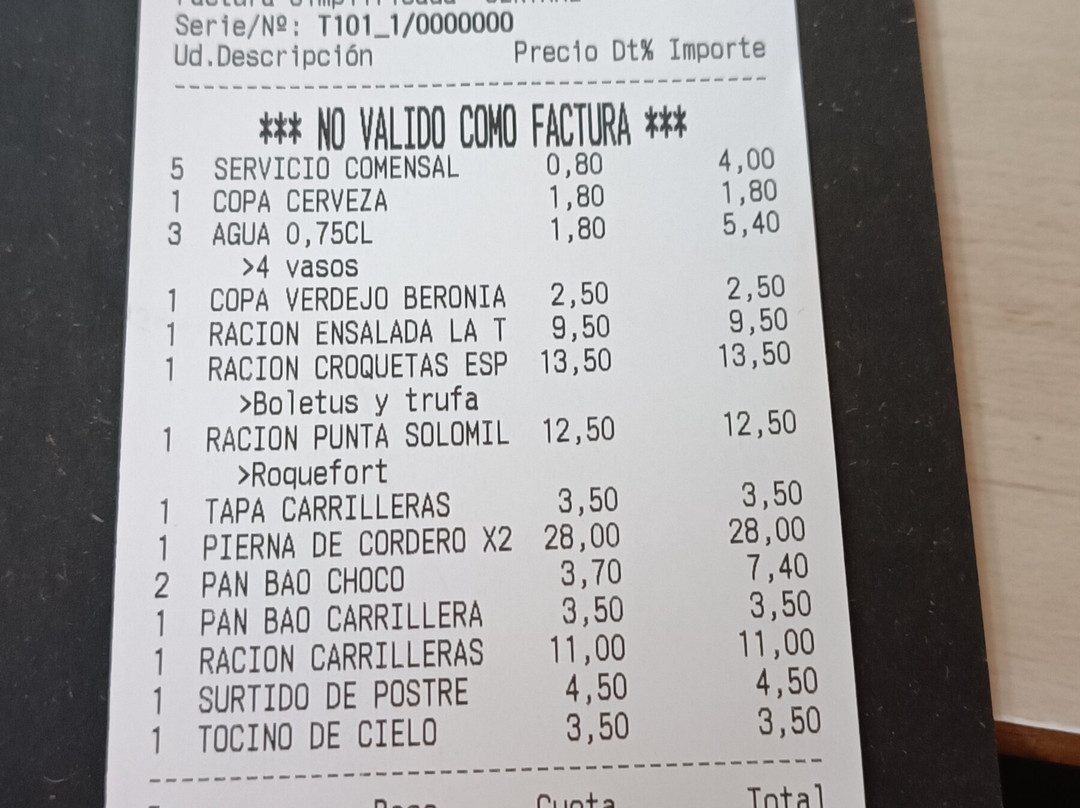 Factura Simplificada CENTRAL
Serie/Nº: T101_1/0000000
Ud.Descripción Precio Dt% Importe
*** NO VALIDO COMO FACTURA ***
5 SERVICIO COMENSAL 0,80 4,00
1 COPA CERVEZA 1,80 1,80
3 AGUA 0,75CL 1,80 5,40
>4 vasos
1 COPA VERDEJO BERONIA 2,50 2,50
1 RACION ENSALADA LA T 9,50 9,50
1 RACION CROQUETAS ESP 13,50 13,50
>Boletus y trufa
1 RACION PUNTA SOLOMIL 12,50 12,50
>Roquefort
1 TAPA CARRILLERAS 3,50 3,50
1 PIERNA DE CORDERO X2 28,00 28,00
2 PAN BAO CHOCO 3,70 7,40
1 PAN BAO CARRILLERA 3,50 3,50
1 RACION CARRILLERAS 11,00 11,00
1 SURTIDO DE POSTRE 4,50 4,50
1 TOCINO DE CIELO 3,50 3,50
Base Cuota Total